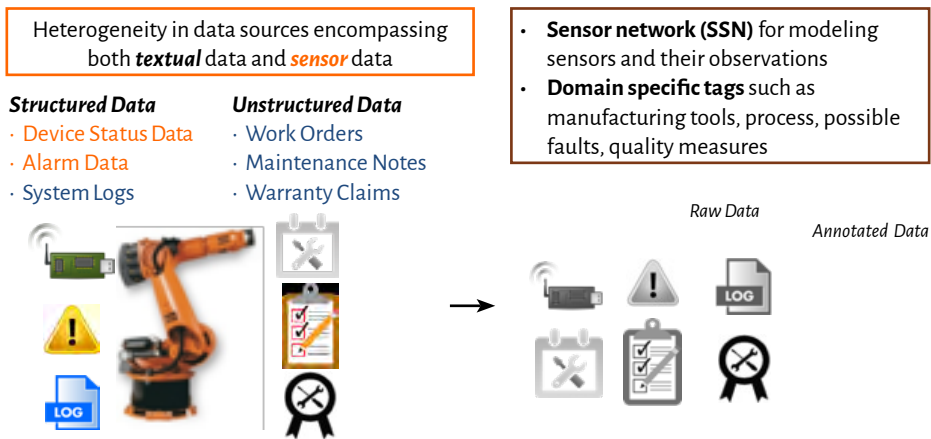 Heterogeneity in data sources encompassing
both textual data and sensor data
Structured Data
· Device Status Data
· Alarm Data
· System Logs
Unstructured Data
· Work Orders
· Maintenance Notes
· Warranty Claims
LOG
• Sensor network (SSN) for modeling
sensors and their observations
• Domain specific tags such as
manufacturing tools, process, possible
faults, quality measures
Raw Data
Annotated Data
LOG